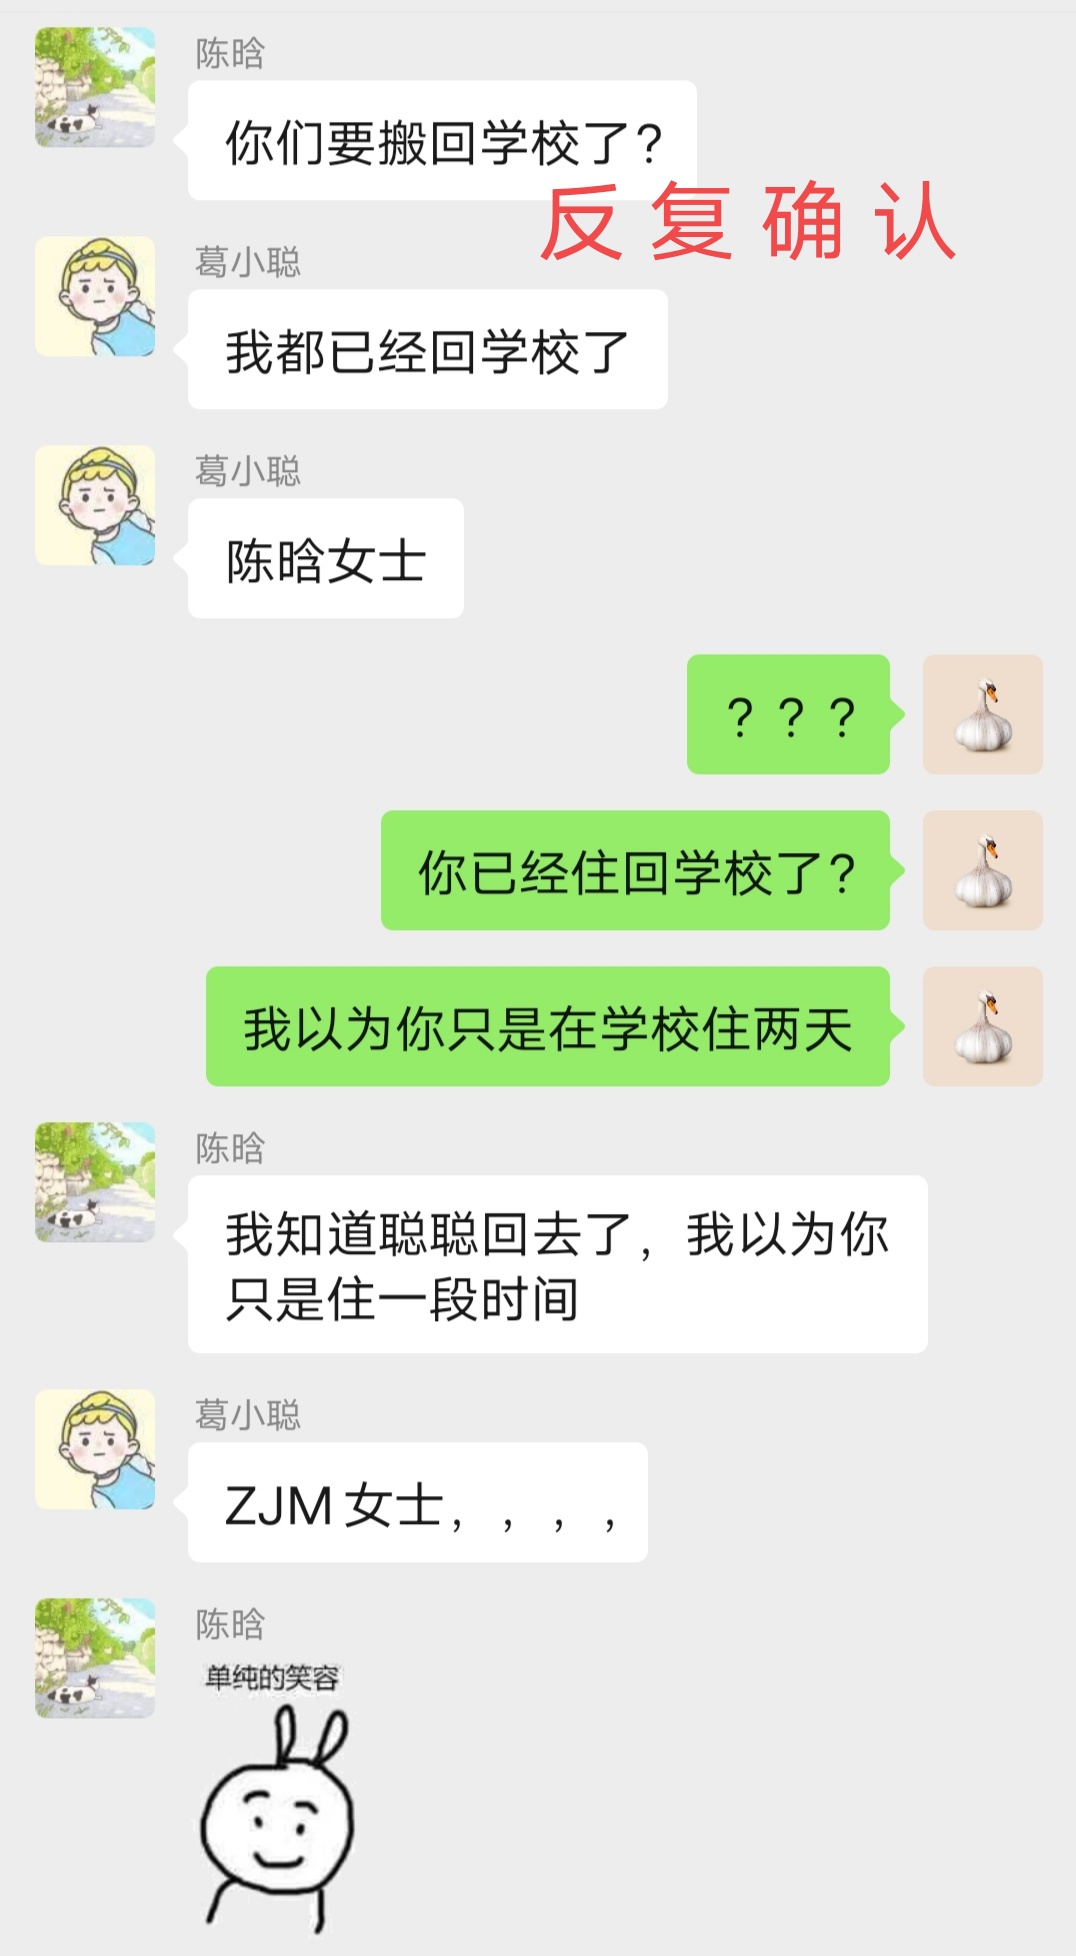 陈晗
你们要搬回学校了？
反复确认
葛小聪
我都已经回学校了
葛小聪
陈晗女士
？？？
你已经住回学校了？
我以为你只是在学校住两天
陈晗
我知道聪聪回去了，我以为你
只是住一段时间
葛小聪
ZJM 女士，，，，
陈晗
单纯的笑容